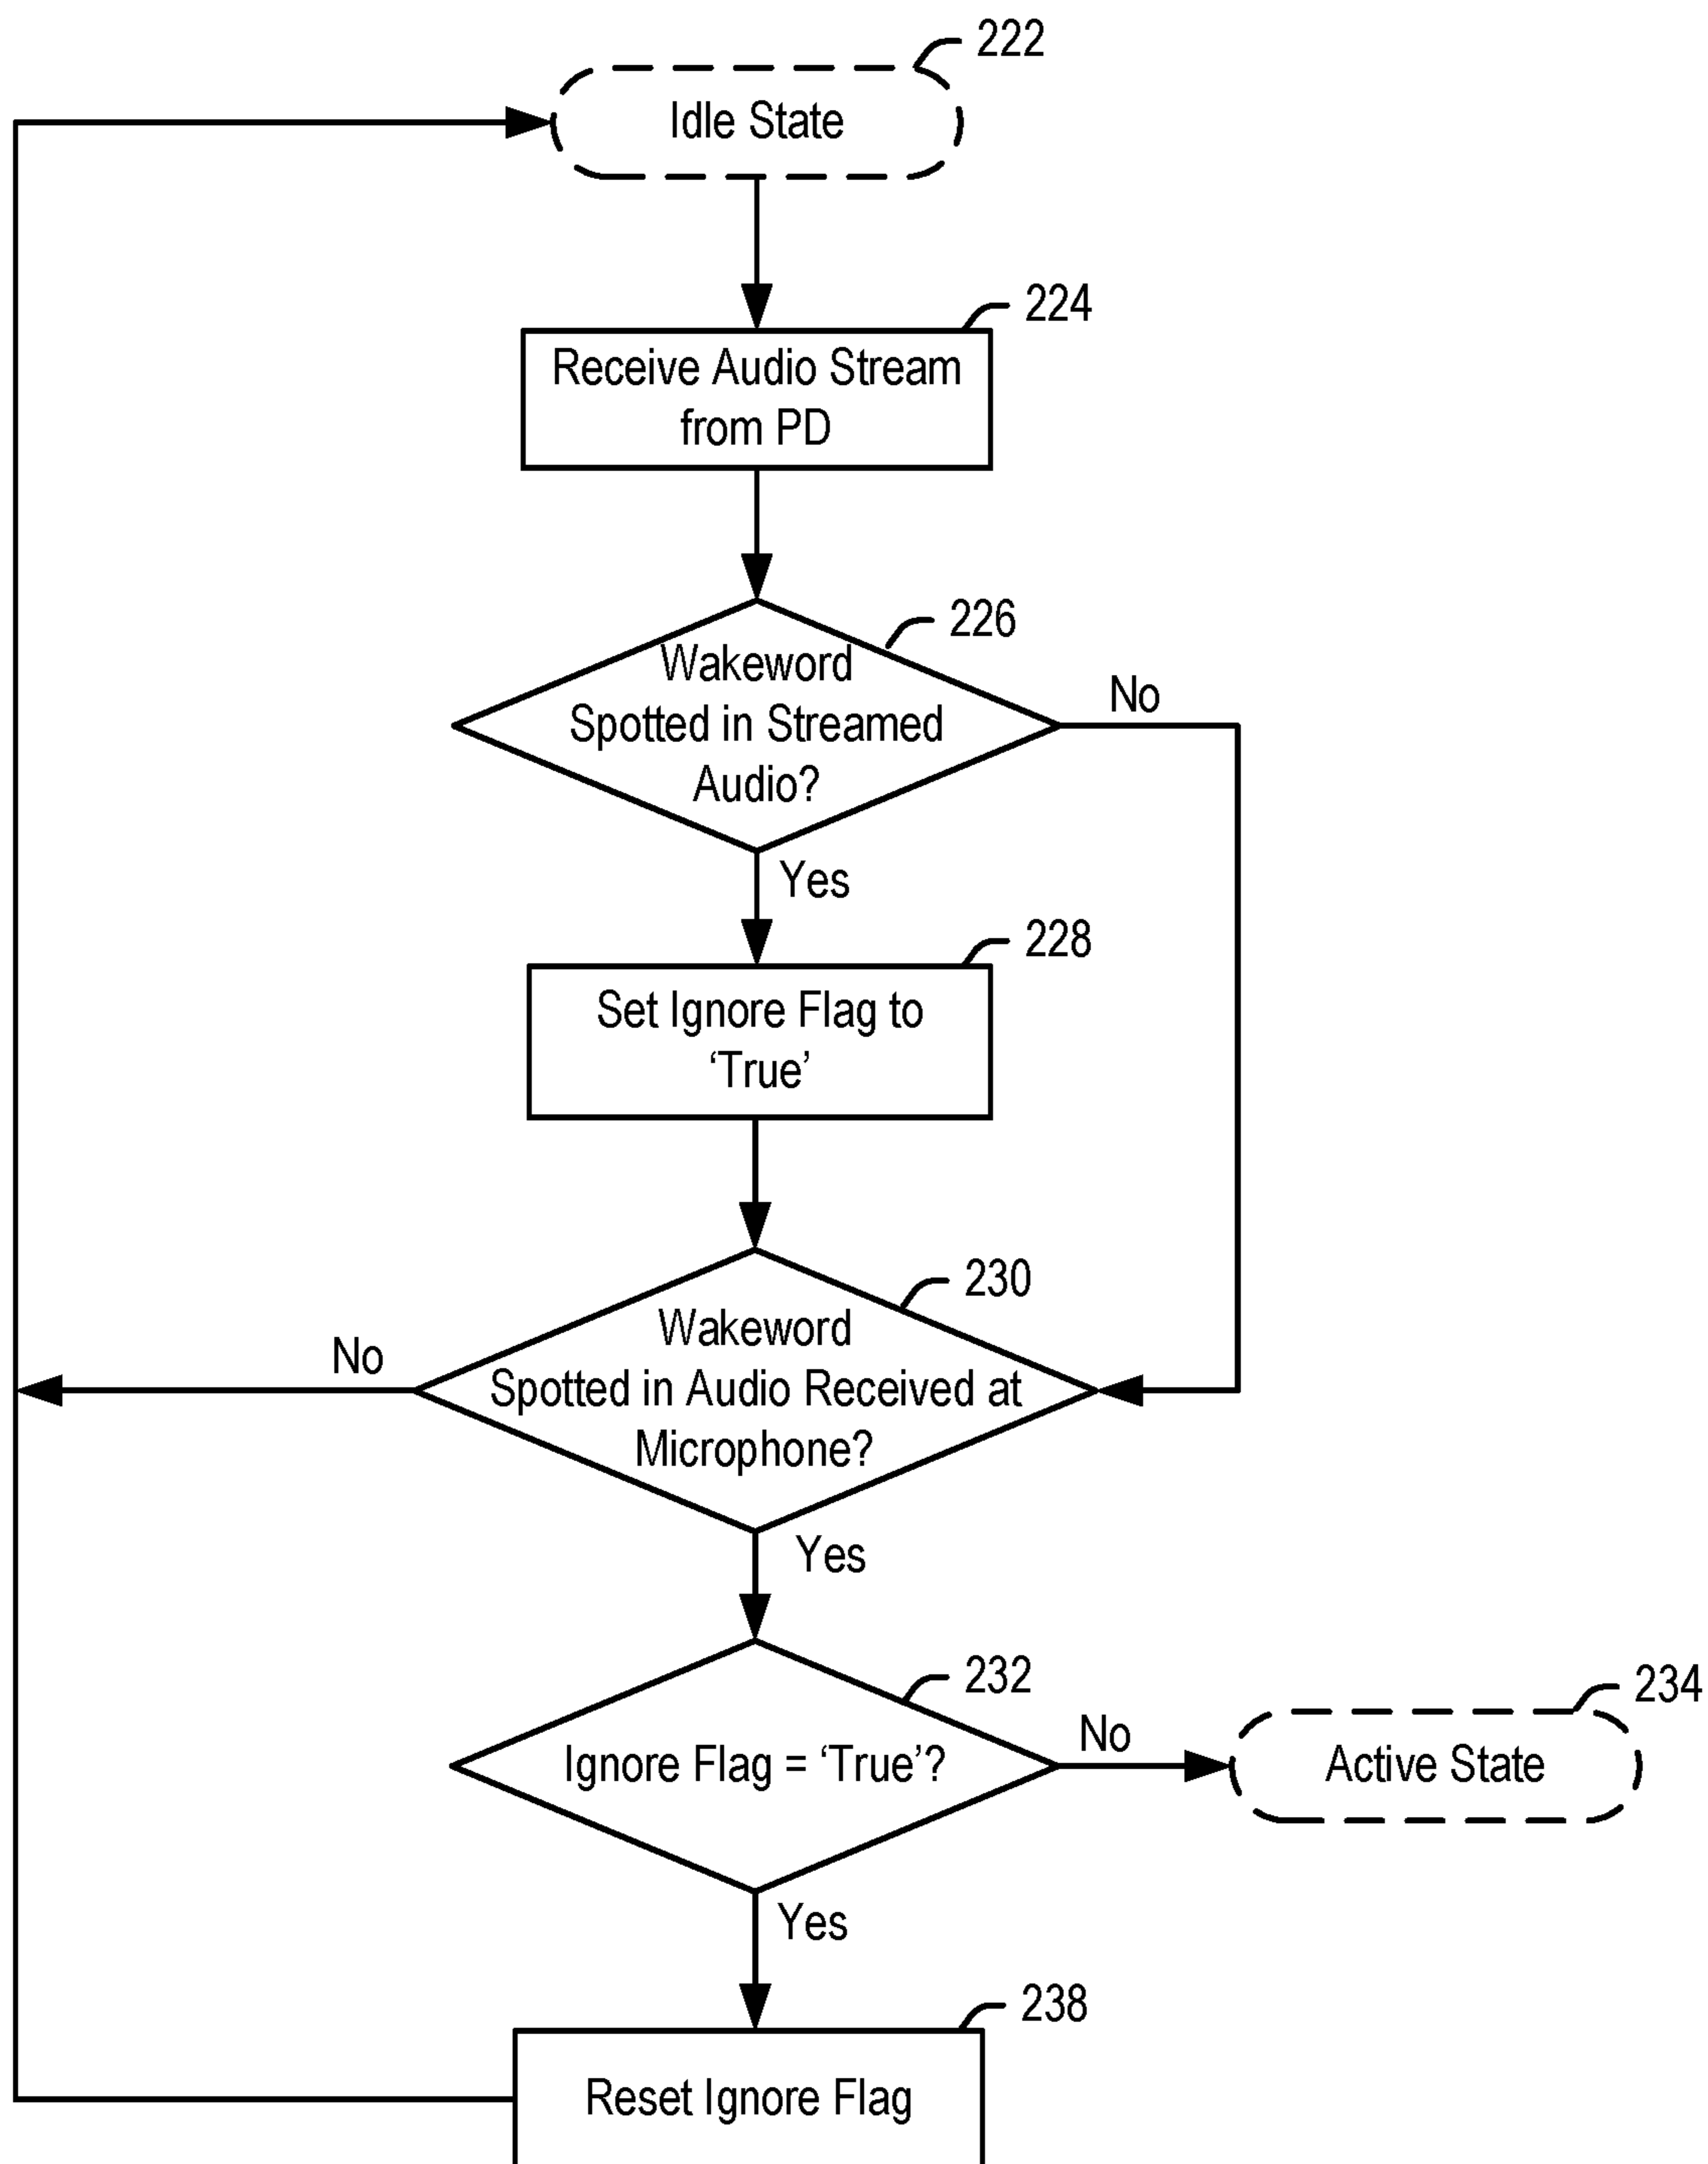 222
Idle State
224
Receive Audio Stream
from PD
226
Wakeword
Spotted in Streamed
Audio?
No
Yes
228
Set Ignore Flag to
‘True’
230
Wakeword
Spotted in Audio Received at
Microphone?
No
Yes
232
Ignore Flag = ‘True’?
No
234
Active State
Yes
238
Reset Ignore Flag